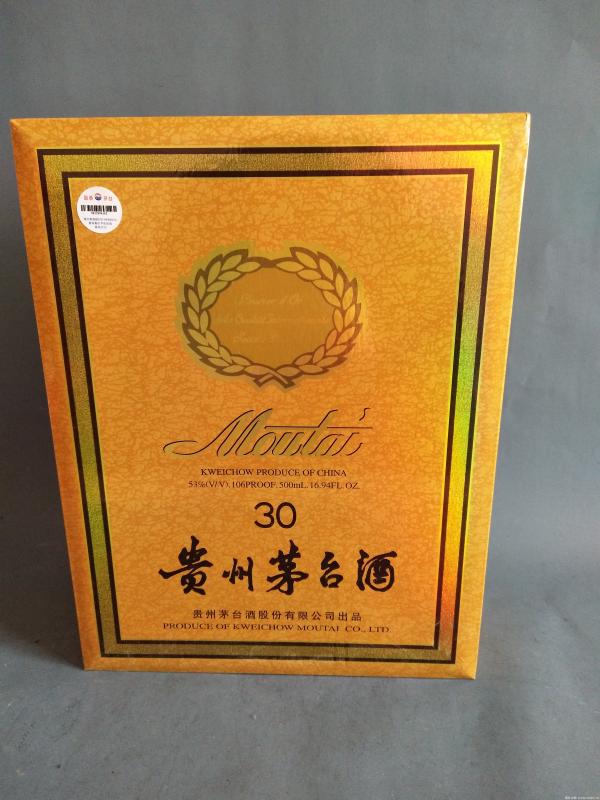 Moutai
KWEICHOW PRODUCE OF CHINA
53%(V/V).106PROOF.500mL.16.94FL.OZ.
30
贵州茅台酒
贵州茅台酒股份有限公司出品
PRODUCE OF KWEICHOW MOUTAI CO., LTD.